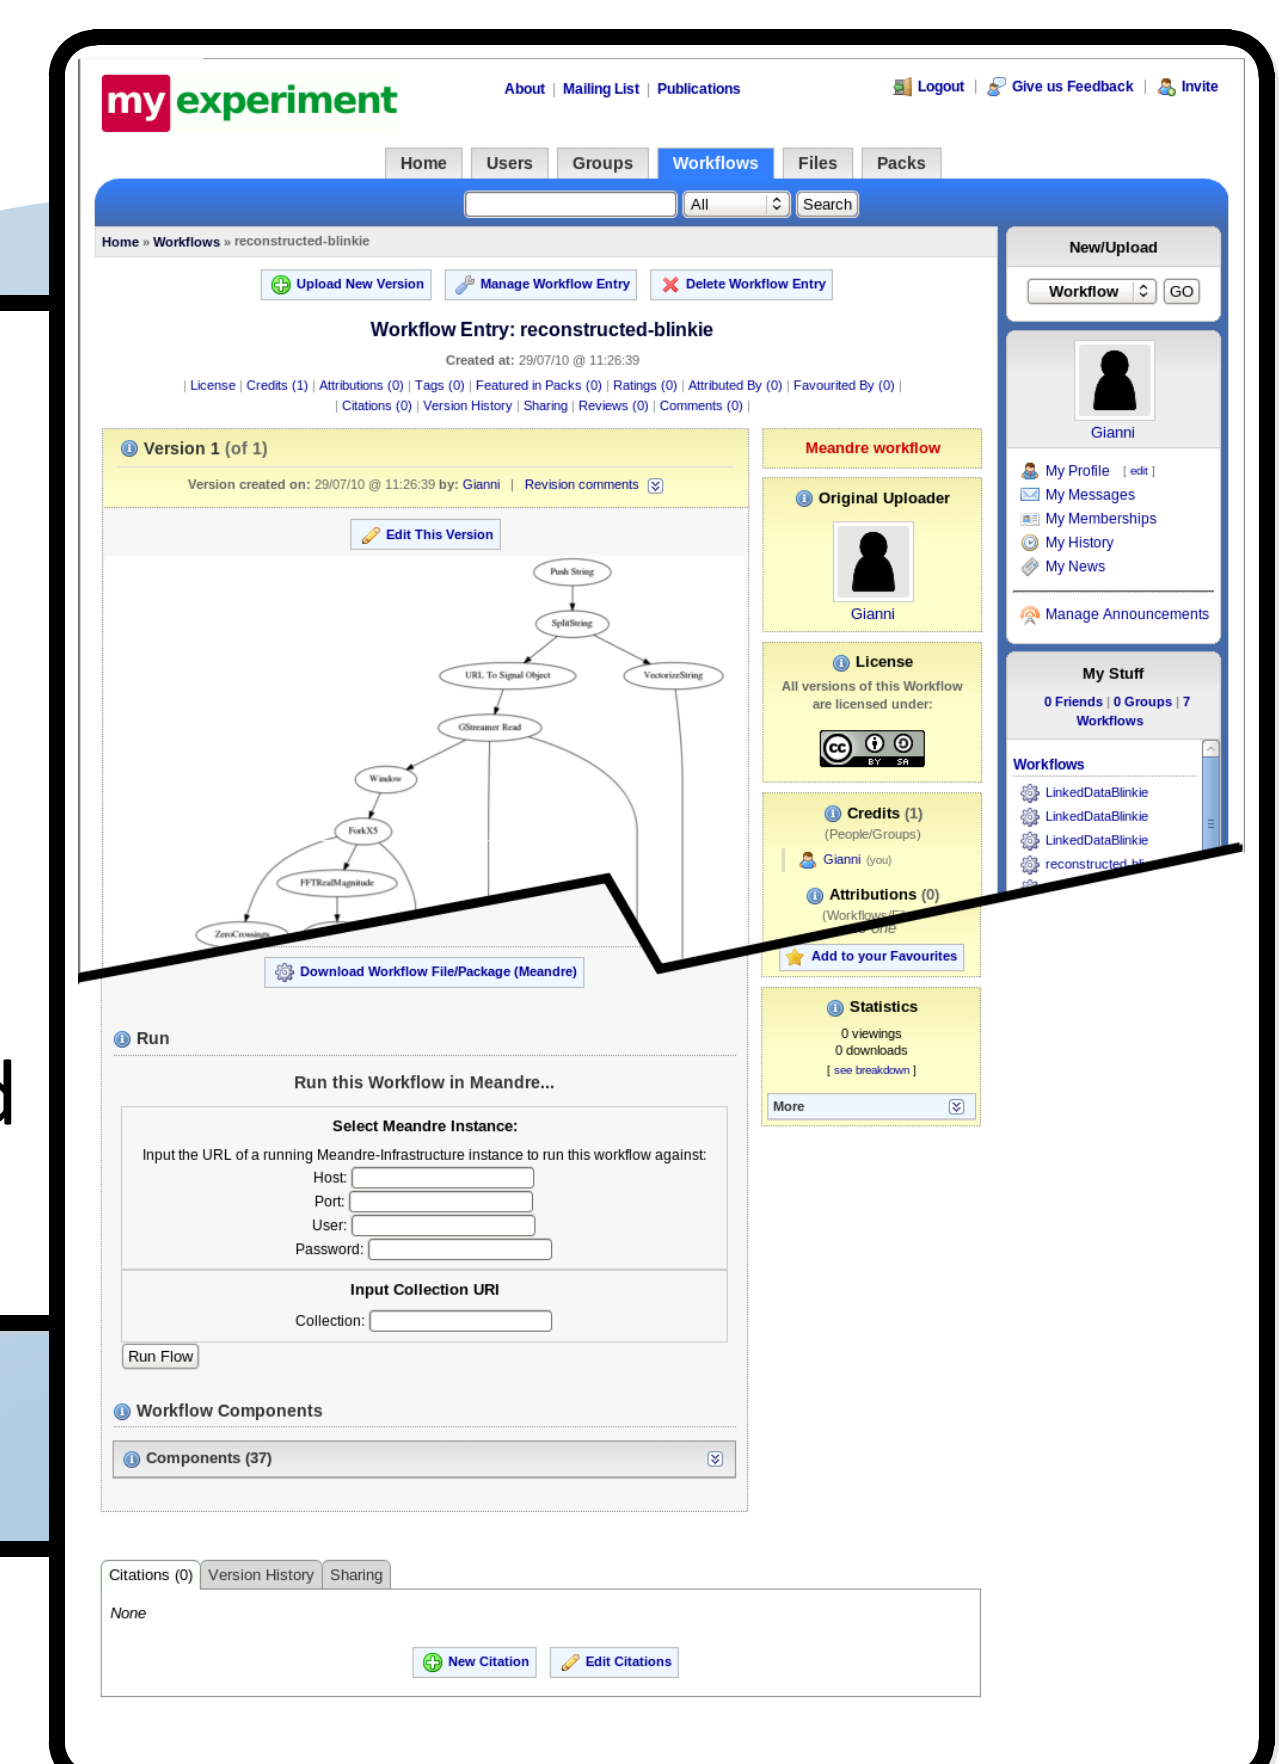 my experiment
About | Mailing List | Publications
Logout | Give us Feedback | Invite
Home Users Groups Workflows Files Packs
All Search
Home » Workflows » reconstructed-blinkie
Upload New Version Manage Workflow Entry Delete Workflow Entry
Workflow Entry: reconstructed-blinkie
Created at: 29/07/10 @ 11:26:39
| License | Credits (1) | Attributions (0) | Tags (0) | Featured in Packs (0) | Ratings (0) | Attributed By (0) | Favourited By (0) |
| Citations (0) | Version History | Sharing | Reviews (0) | Comments (0) |
Version 1 (of 1)
Version created on: 29/07/10 @ 11:26:39 by: Gianni | Revision comments
Edit This Version
Push String
SplitString
URL To Signal Object
VectorizeString
GStreamer Read
Window
ForkX5
FFTRealMagnitude
ZeroCrossings
Download Workflow File/Package (Meandre)
Run
Run this Workflow in Meandre...
Select Meandre Instance:
Input the URL of a running Meandre-Infrastructure instance to run this workflow against:
Host:
Port:
User:
Password:
Input Collection URI
Collection:
Run Flow
Workflow Components
Components (37)
Citations (0) Version History Sharing
None
New Citation Edit Citations
Meandre workflow
Original Uploader
Gianni
License
All versions of this Workflow
are licensed under:
cc BY SA
Credits (1)
(People/Groups)
Gianni (you)
Attributions (0)
Add to your Favourites
Statistics
0 viewings
0 downloads
[ see breakdown ]
More
New/Upload
Workflow GO
Gianni
My Profile [ edit ]
My Messages
My Memberships
My History
My News
Manage Announcements
My Stuff
0 Friends | 0 Groups | 7
Workflows
Workflows
LinkedDataBlinkie
LinkedDataBlinkie
LinkedDataBlinkie
d